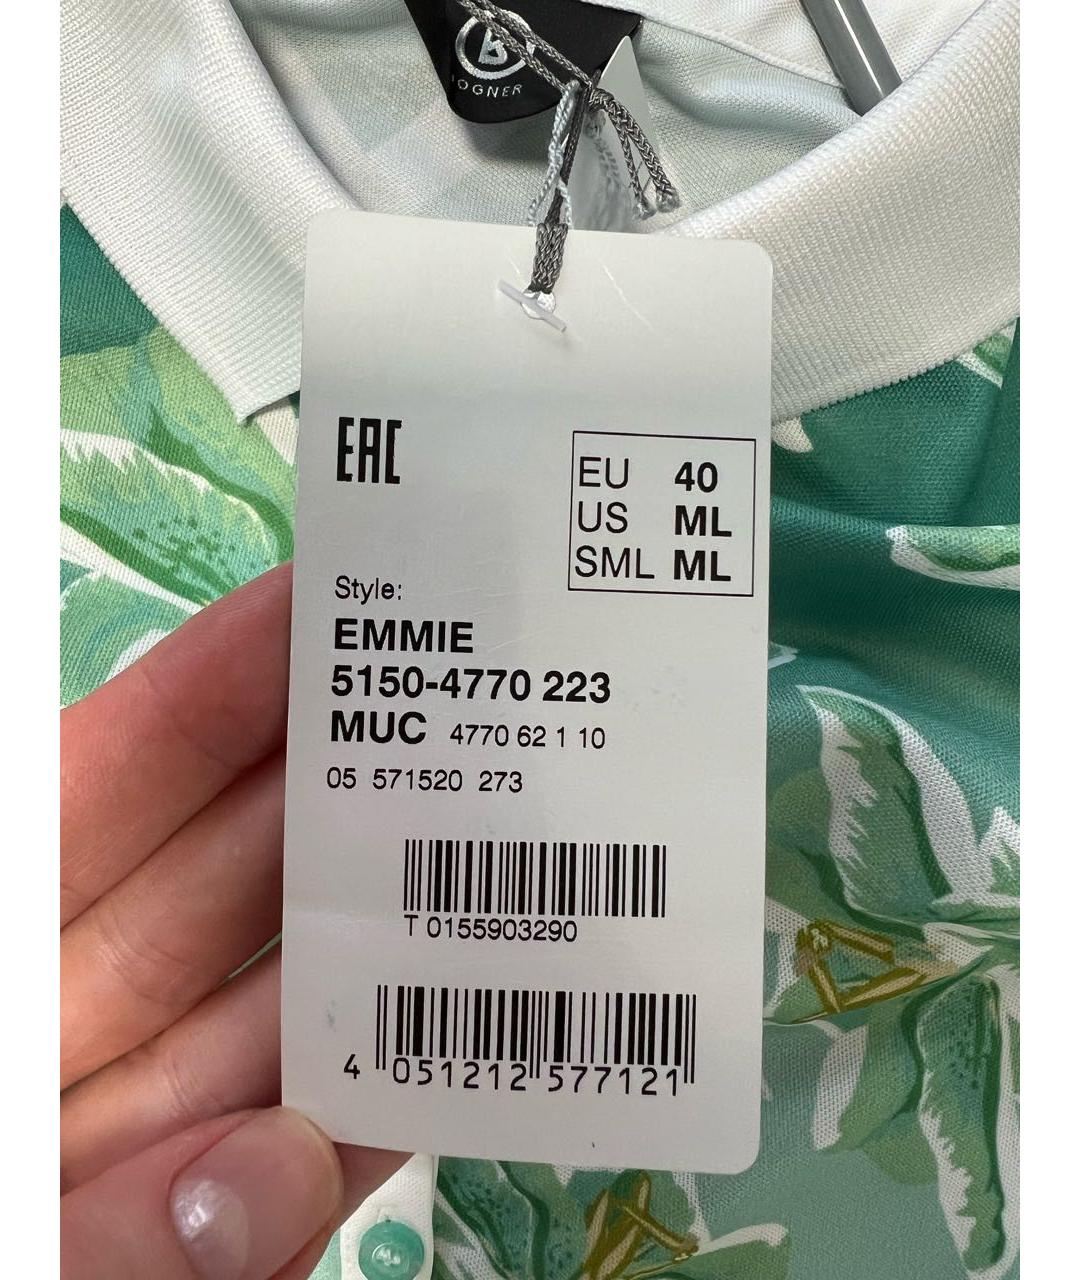 B
OGNER
EAC
EU 40
US ML
SML ML
Style:
EMMIE
5150-4770 223
MUC 4770 62 1 10
05 571520 273
T 0155903290
4 051212 577121